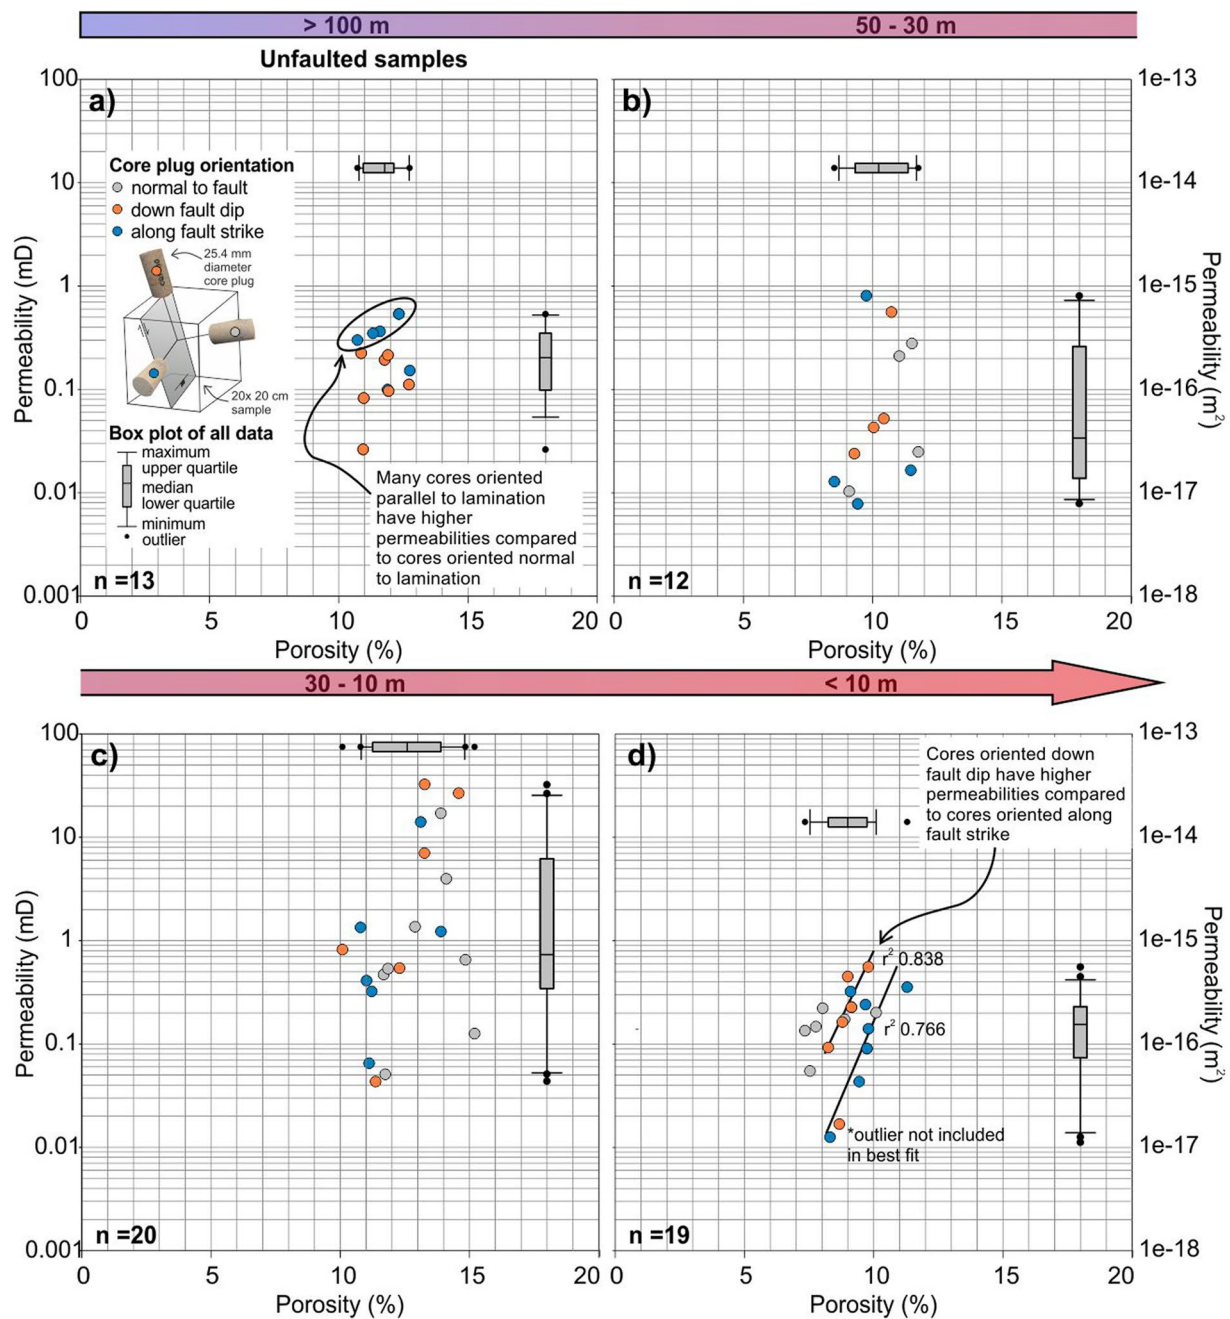 > 100 m
50 - 30 m
Unfaulted samples
a)
100
10
1
0.1
0.01
0.001
Permeability (mD)
Core plug orientation
normal to fault
down fault dip
along fault strike
25.4 mm
diameter
core plug
20x 20 cm
sample
Box plot of all data
maximum
upper quartile
median
lower quartile
minimum
outlier
Many cores oriented
parallel to lamination
have higher
permeabilities compared
to cores oriented normal
to lamination
n =13
0 5 10 15 20
Porosity (%)
b)
1e-13
1e-14
1e-15
1e-16
1e-17
1e-18
Permeability (m²)
n =12
0 5 10 15 20
Porosity (%)
30 - 10 m
< 10 m
c)
100
10
1
0.1
0.01
0.001
Permeability (mD)
n =20
0 5 10 15 20
Porosity (%)
d)
Cores oriented down
fault dip have higher
permeabilities compared
to cores oriented along
fault strike
r² 0.838
r² 0.766
*outlier not included
in best fit
n =19
1e-13
1e-14
1e-15
1e-16
1e-17
1e-18
Permeability (m²)
0 5 10 15 20
Porosity (%)